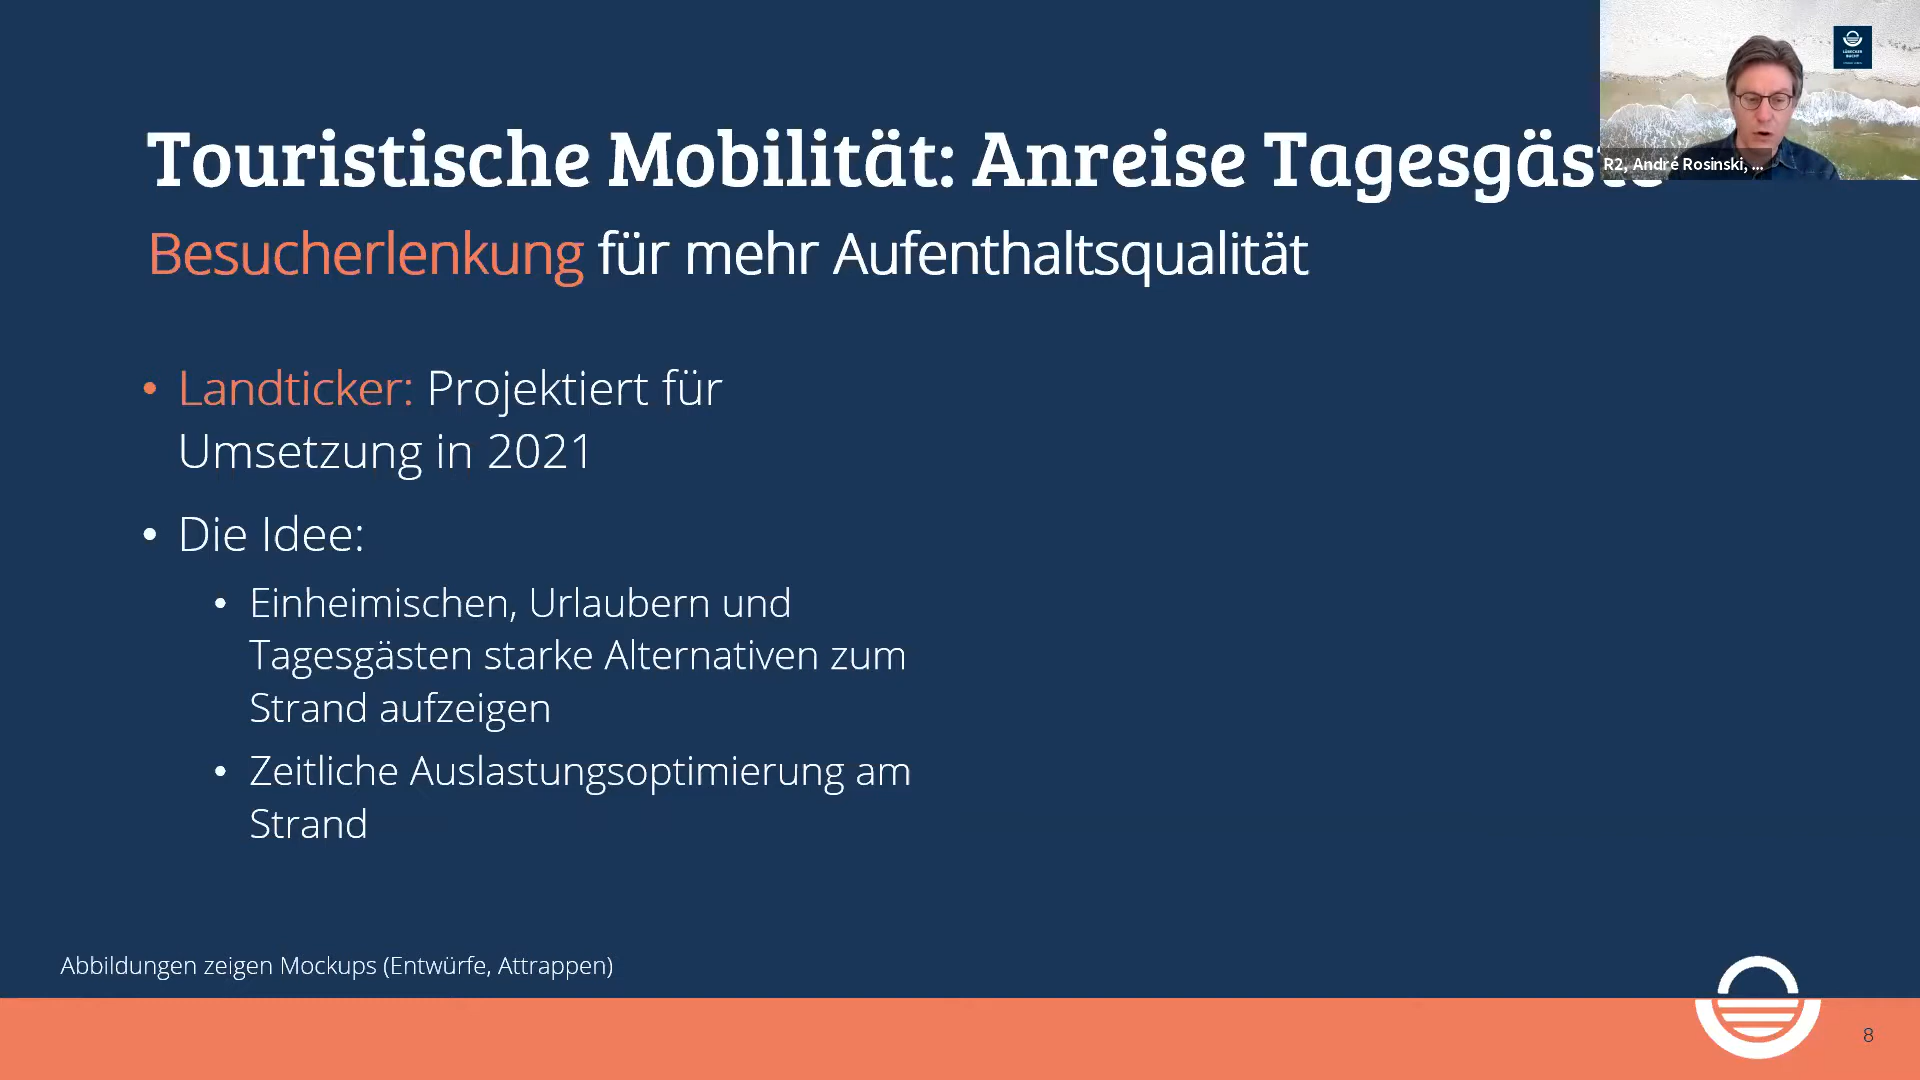 Touristische Mobilität: Anreise Tagesgäste
R2, André Rosinski, ...
LÜBECKER
BUCHT
Besucherlenkung für mehr Aufenthaltsqualität
• Landticker: Projektiert für
Umsetzung in 2021
• Die Idee:
• Einheimischen, Urlaubern und
Tagesgästen starke Alternativen zum
Strand aufzeigen
• Zeitliche Auslastungsoptimierung am
Strand
Abbildungen zeigen Mockups (Entwürfe, Attrappen)
8